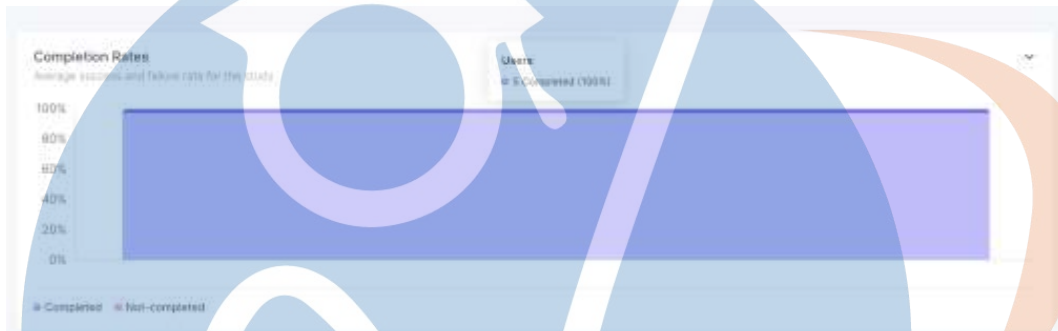 Completion Rates
Average success and failure rate for the study
Users
5 Completed (100%)
100%
80%
60%
40%
20%
0%
Completed
Not-completed